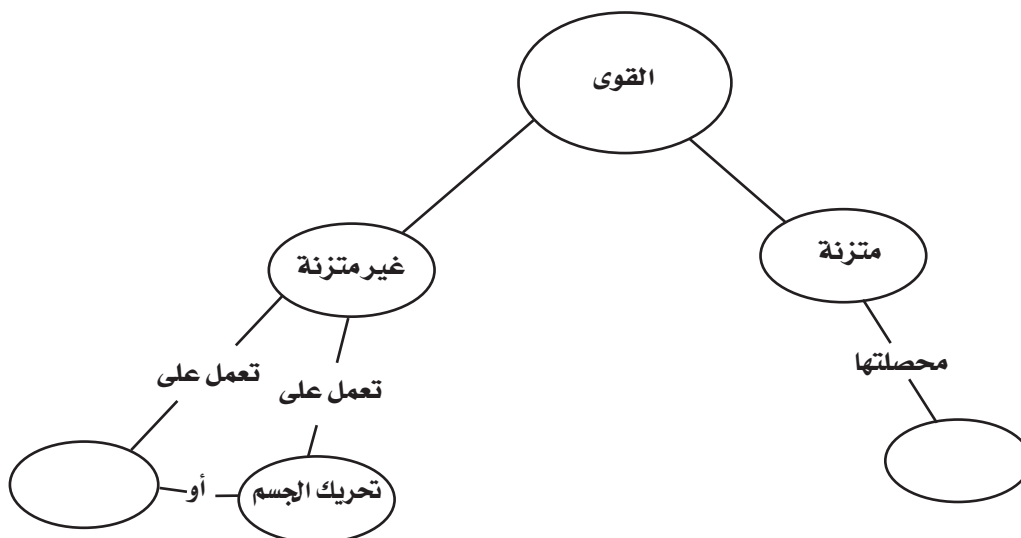 القوى
متزنة
غير متزنة
محصلتها
تعمل على
تعمل على
تحريك الجسم
أو